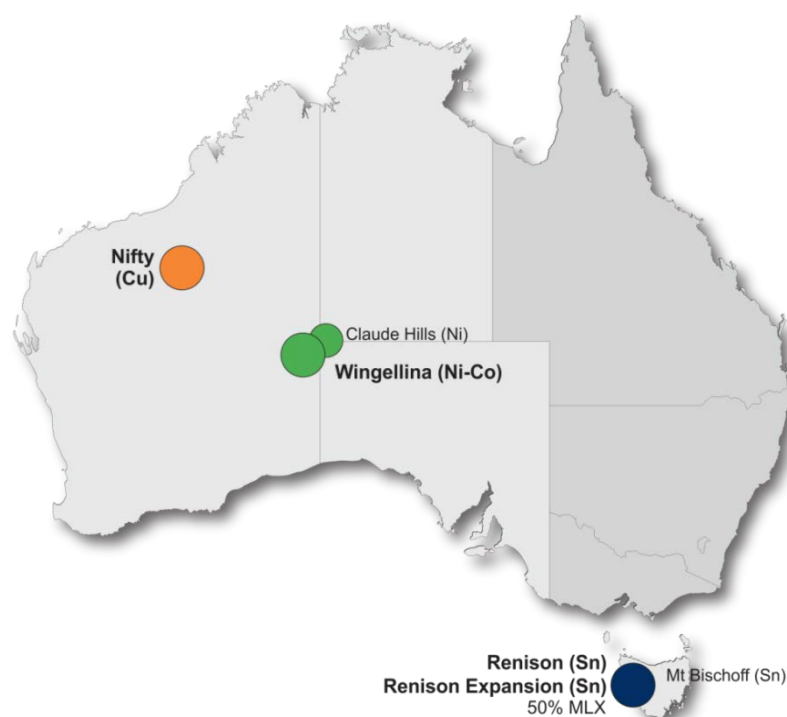 Nifty
(Cu)
Claude Hills (Ni)
Wingellina (Ni-Co)
Renison (Sn)
Mt Bischoff (Sn)
Renison Expansion (Sn)
50% MLX